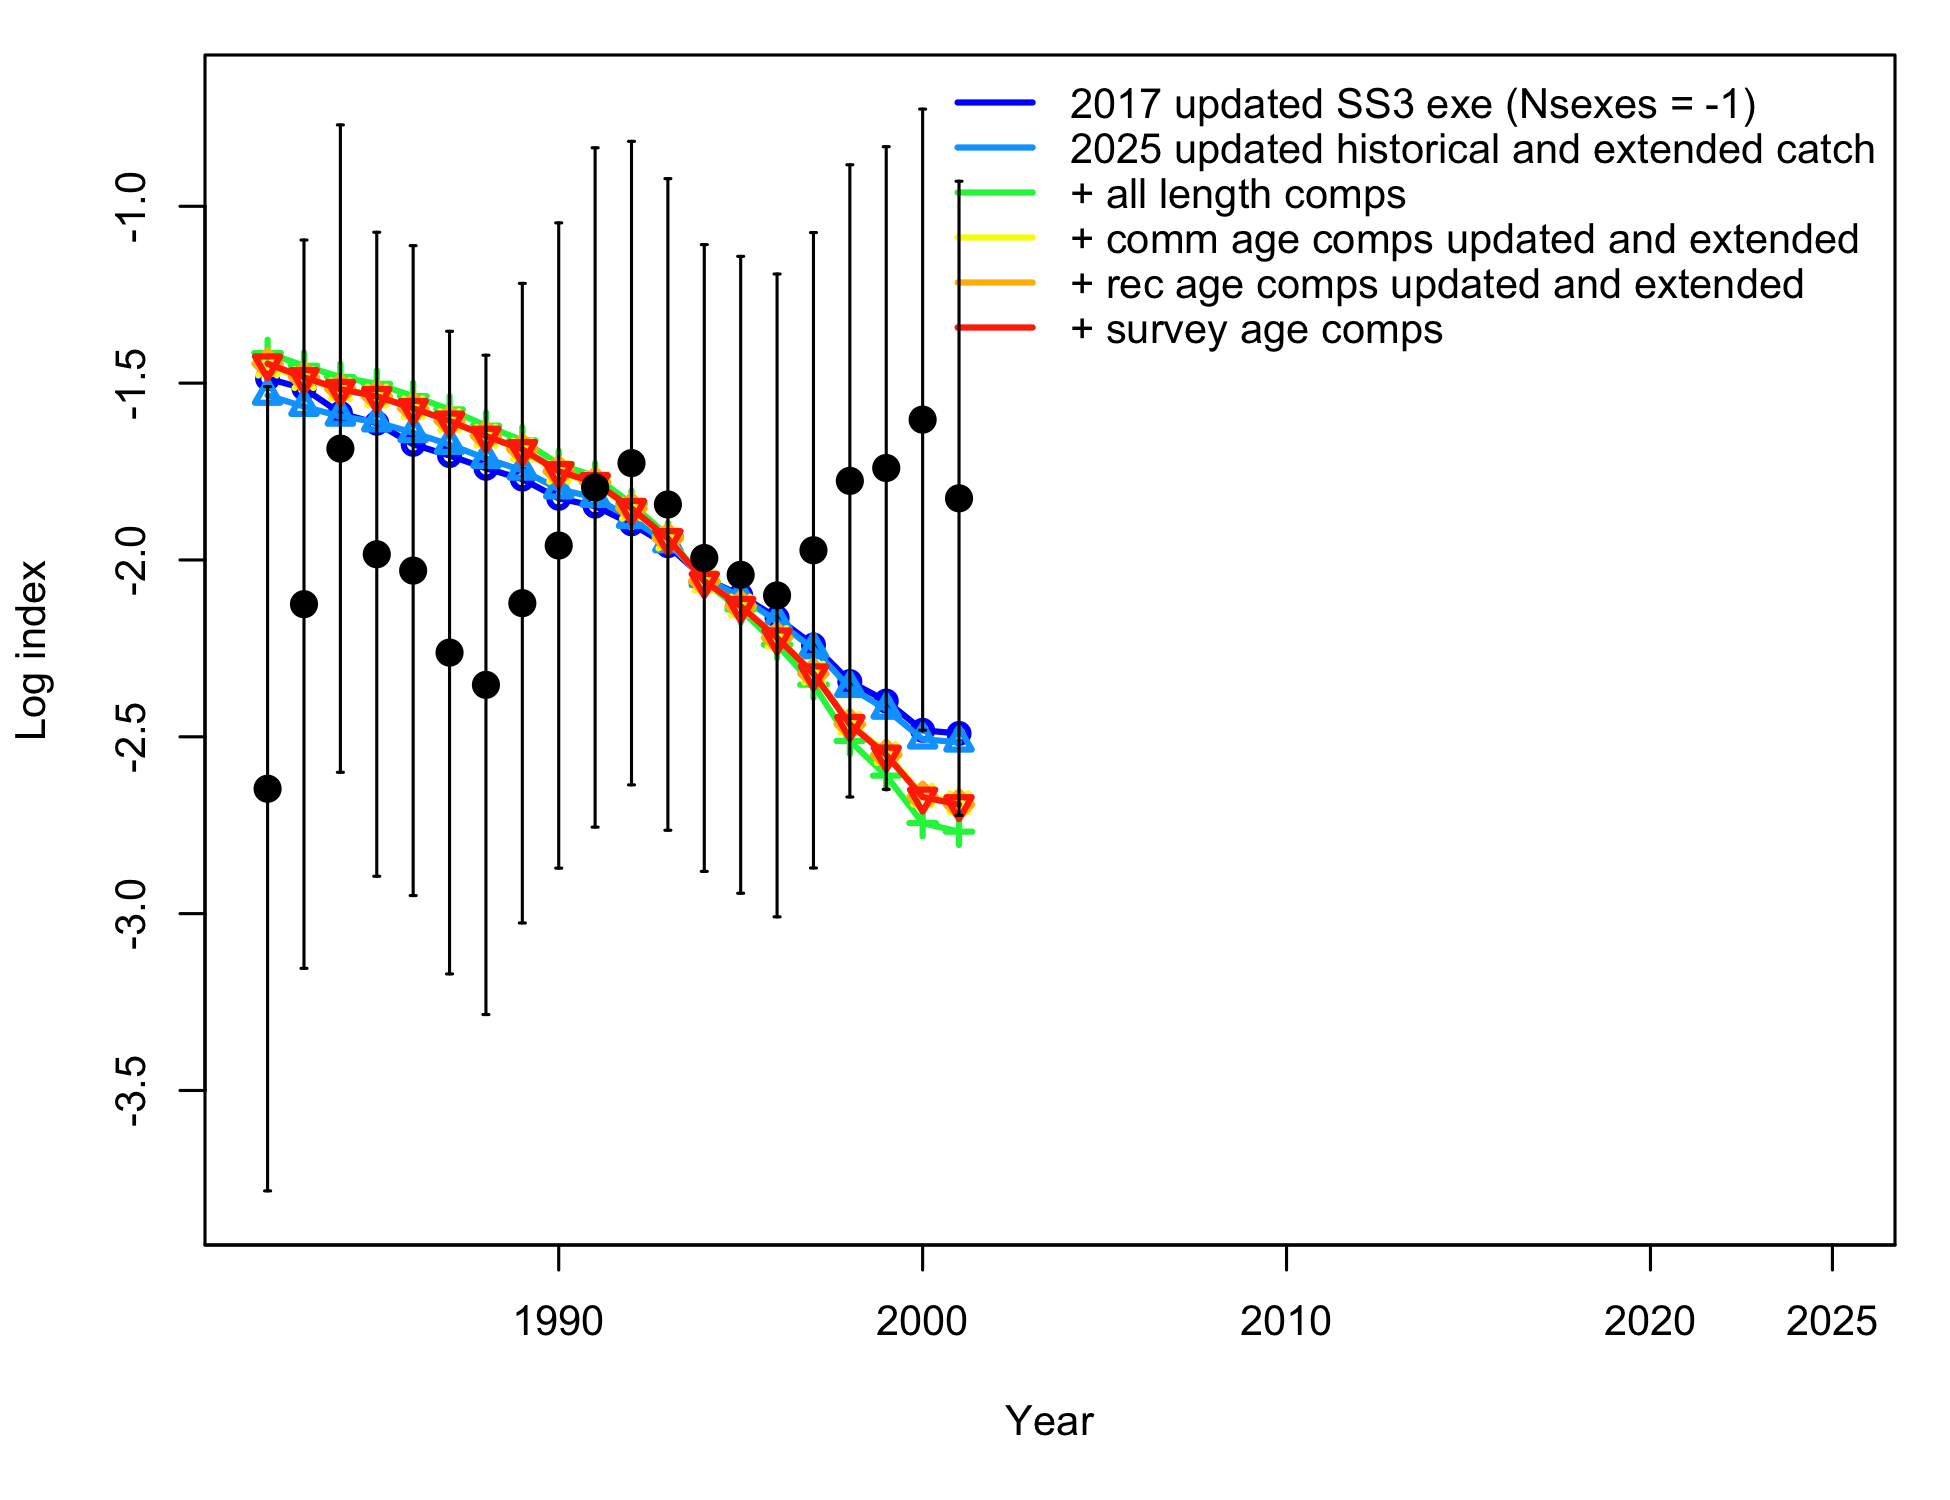 2017 updated SS3 exe (Nsexes = -1)
2025 updated historical and extended catch
+ all length comps
+ comm age comps updated and extended
+ rec age comps updated and extended
+ survey age comps
Log index
-1.0
-1.5
-2.0
-2.5
-3.0
-3.5
1990 2000 2010 2020 2025
Year